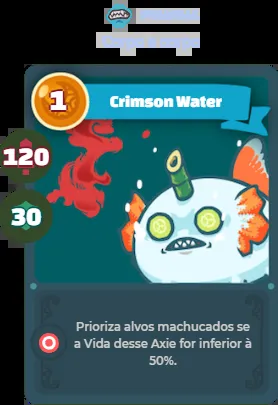 1
Crimson Water
120
30
Prioriza alvos machucados se
a Vida desse Axie for inferior à
50%.